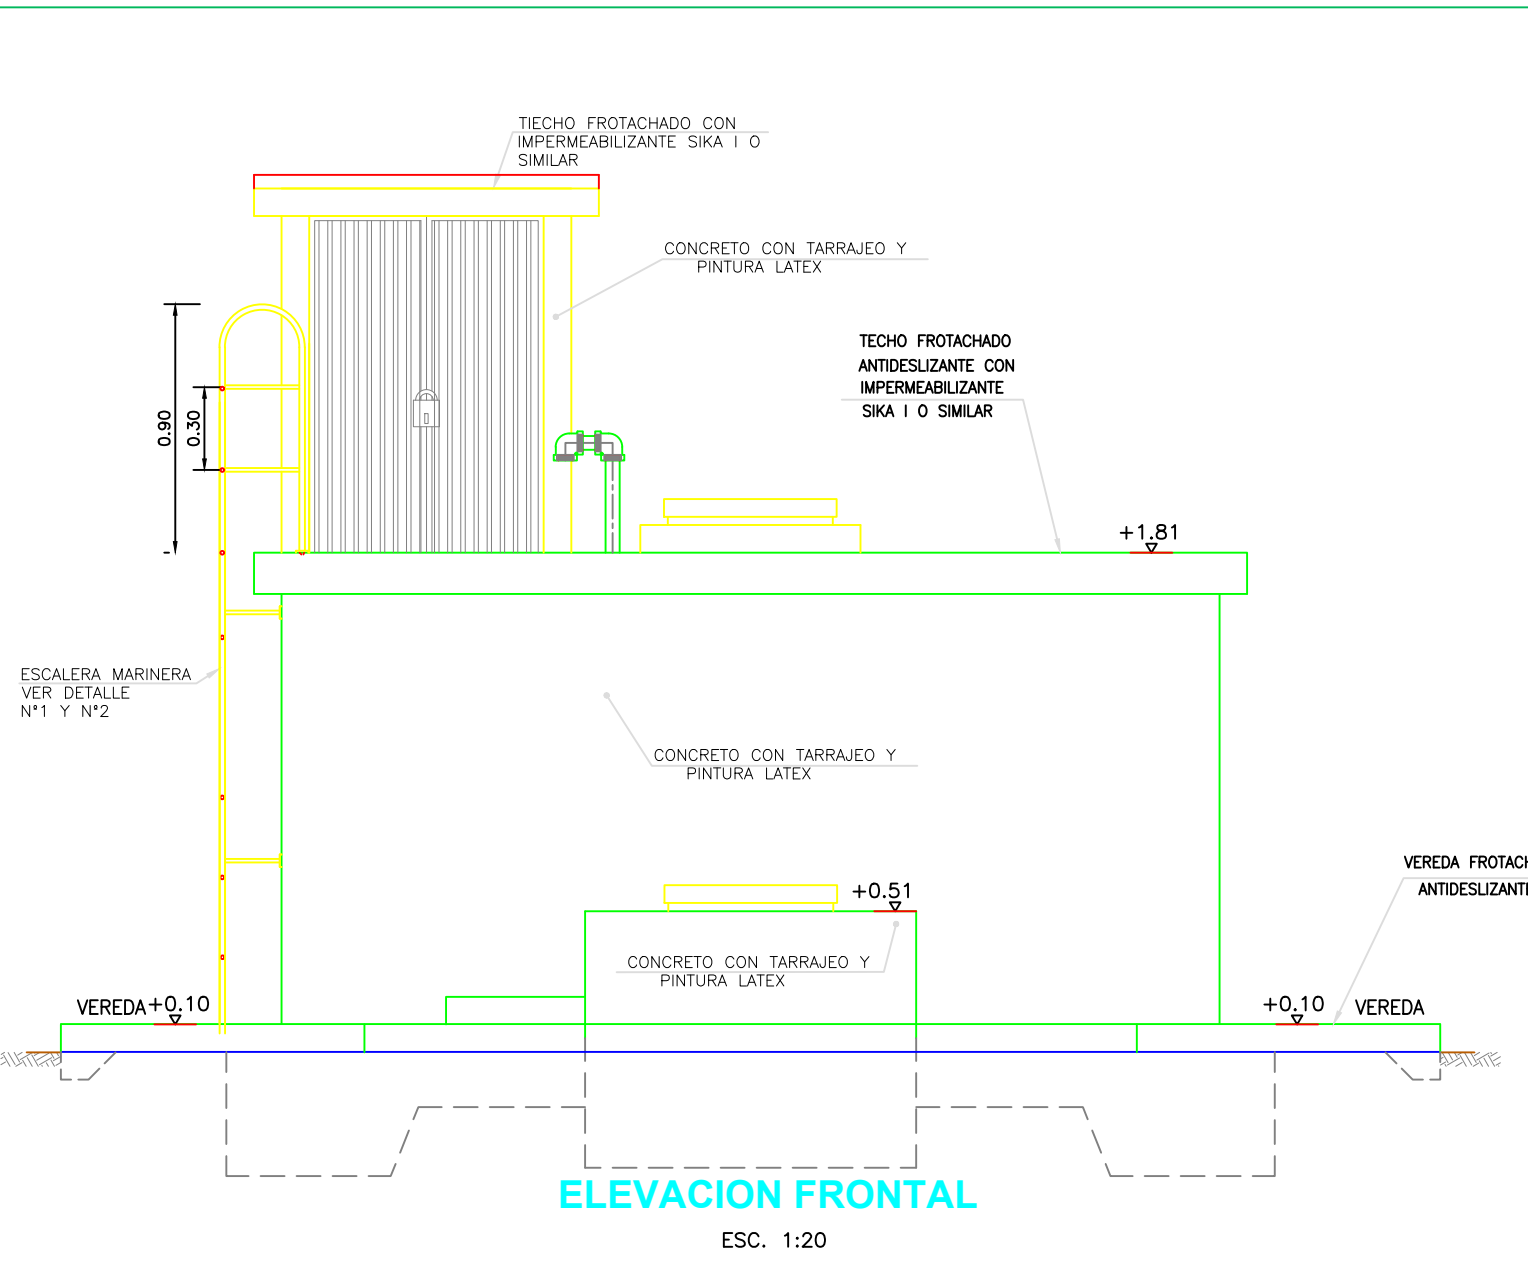 TIECHO FROTACHADO CON
IMPERMEABILIZANTE SIKA I O
SIMILAR
CONCRETO CON TARRAJEO Y
PINTURA LATEX
TECHO FROTACHADO
ANTIDESLIZANTE CON
IMPERMEABILIZANTE
SIKA I O SIMILAR
0.90
0.30
+1.81
ESCALERA MARINERA
VER DETALLE
N°1 Y N°2
CONCRETO CON TARRAJEO Y
PINTURA LATEX
VEREDA FROTACH
ANTIDESLIZANTE
+0.51
CONCRETO CON TARRAJEO Y
PINTURA LATEX
VEREDA +0.10
+0.10 VEREDA
ELEVACION FRONTAL
ESC. 1:20